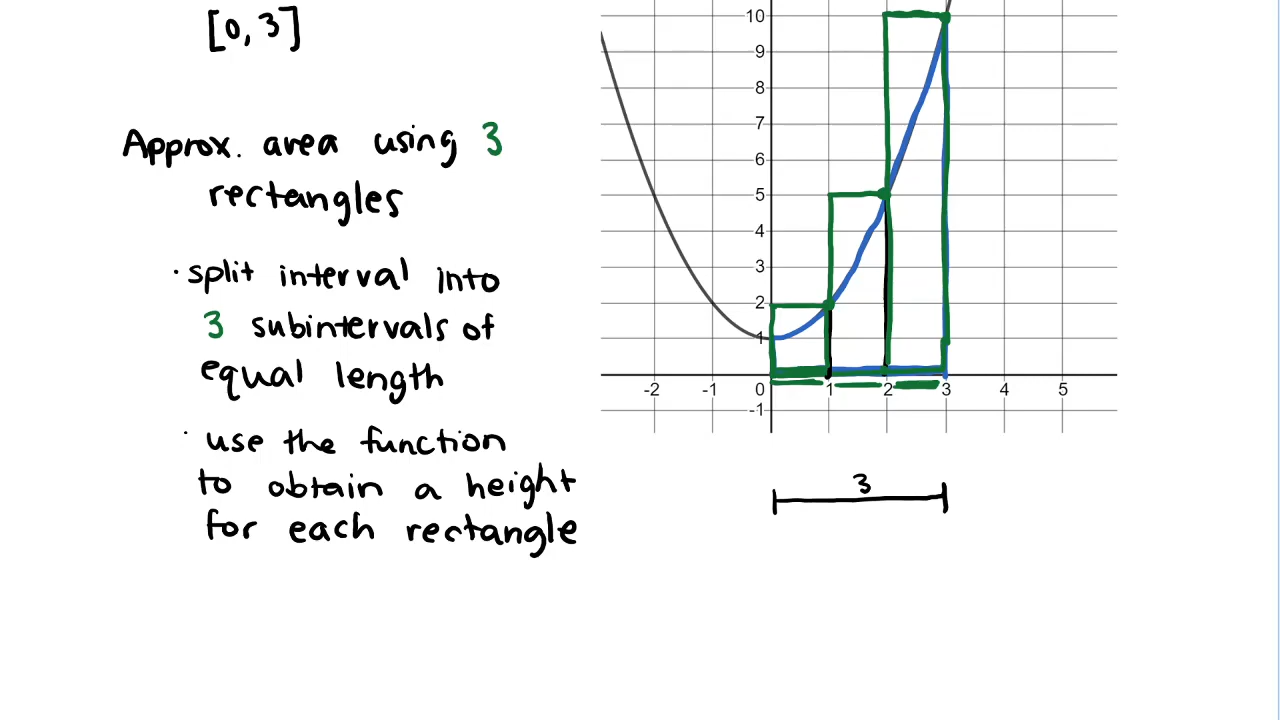 [0, 3]
Approx. area using 3
rectangles
· split interval into
3 subintervals of
equal length
· use the function
to obtain a height
for each rectangle
10
9
8
7
6
5
4
3
2
1
-2 -1 0 1 2 3 4 5
-1
3